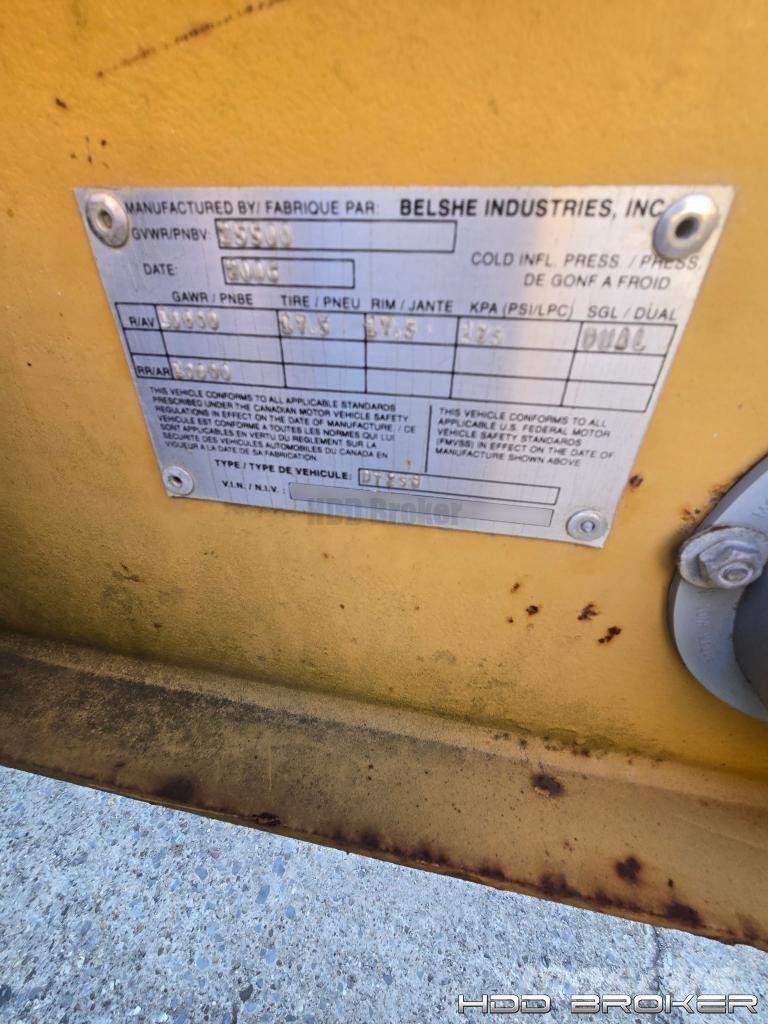 MANUFACTURED BY/ FABRIQUE PAR: BELSHE INDUSTRIES, INC.
GVWR/PNBV:
DATE:
COLD INFL. PRESS. / PRESS.
DE GONF A FROID
GAWR / PNBE TIRE / PNEU RIM / JANTE KPA (PSI/LPC) SGL / DUAL
R/AV 17.5 17.5 125 DUAL
RR/AR
THIS VEHICLE CONFORMS TO ALL APPLICABLE STANDARDS
PRESCRIBED UNDER THE CANADIAN MOTOR VEHICLE SAFETY
REGULATIONS IN EFFECT ON THE DATE OF MANUFACTURE. / CE
VEHICULE EST CONFORME A TOUTES LES NORMES QUI LUI
SONT APPLICABLES EN VERTU DU REGLEMENT SUR LA
SECURITE DES VEHICULES AUTOMOBILES DU CANADA EN
VIGUEUR A LA DATE DE SA FABRICATION.
THIS VEHICLE CONFORMS TO ALL
APPLICABLE U.S. FEDERAL MOTOR
VEHICLE SAFETY STANDARDS
(FMVSS) IN EFFECT ON THE DATE OF
MANUFACTURE SHOWN ABOVE
TYPE / TYPE DE VEHICULE:
V.I.N. / N.I.V. :
HDD Broker
HDD BROKER